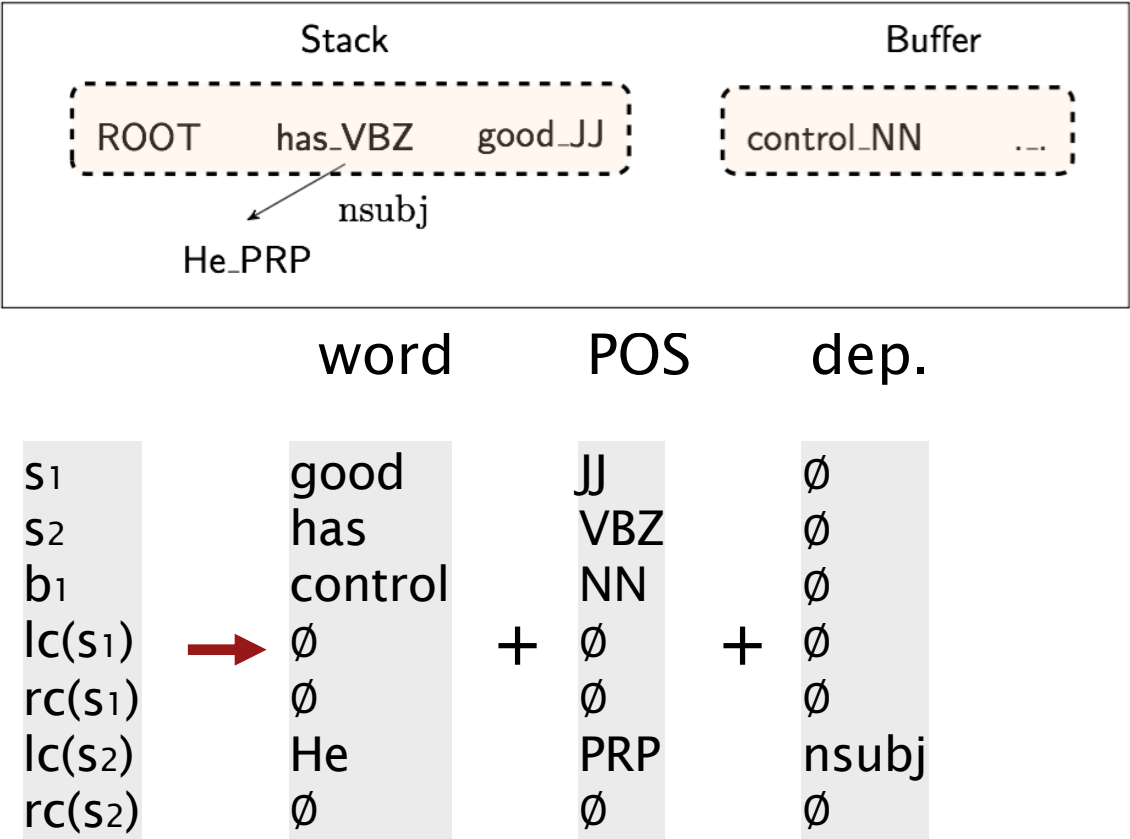 Stack Buffer
ROOT has_VBZ good_JJ control_NN ._.
nsubj
He_PRP
word POS dep.
s1 good JJ ∅
s2 has VBZ ∅
b1 control NN ∅
lc(s1) ∅ + ∅ + ∅
rc(s1) ∅ ∅ ∅
lc(s2) He PRP nsubj
rc(s2) ∅ ∅ ∅